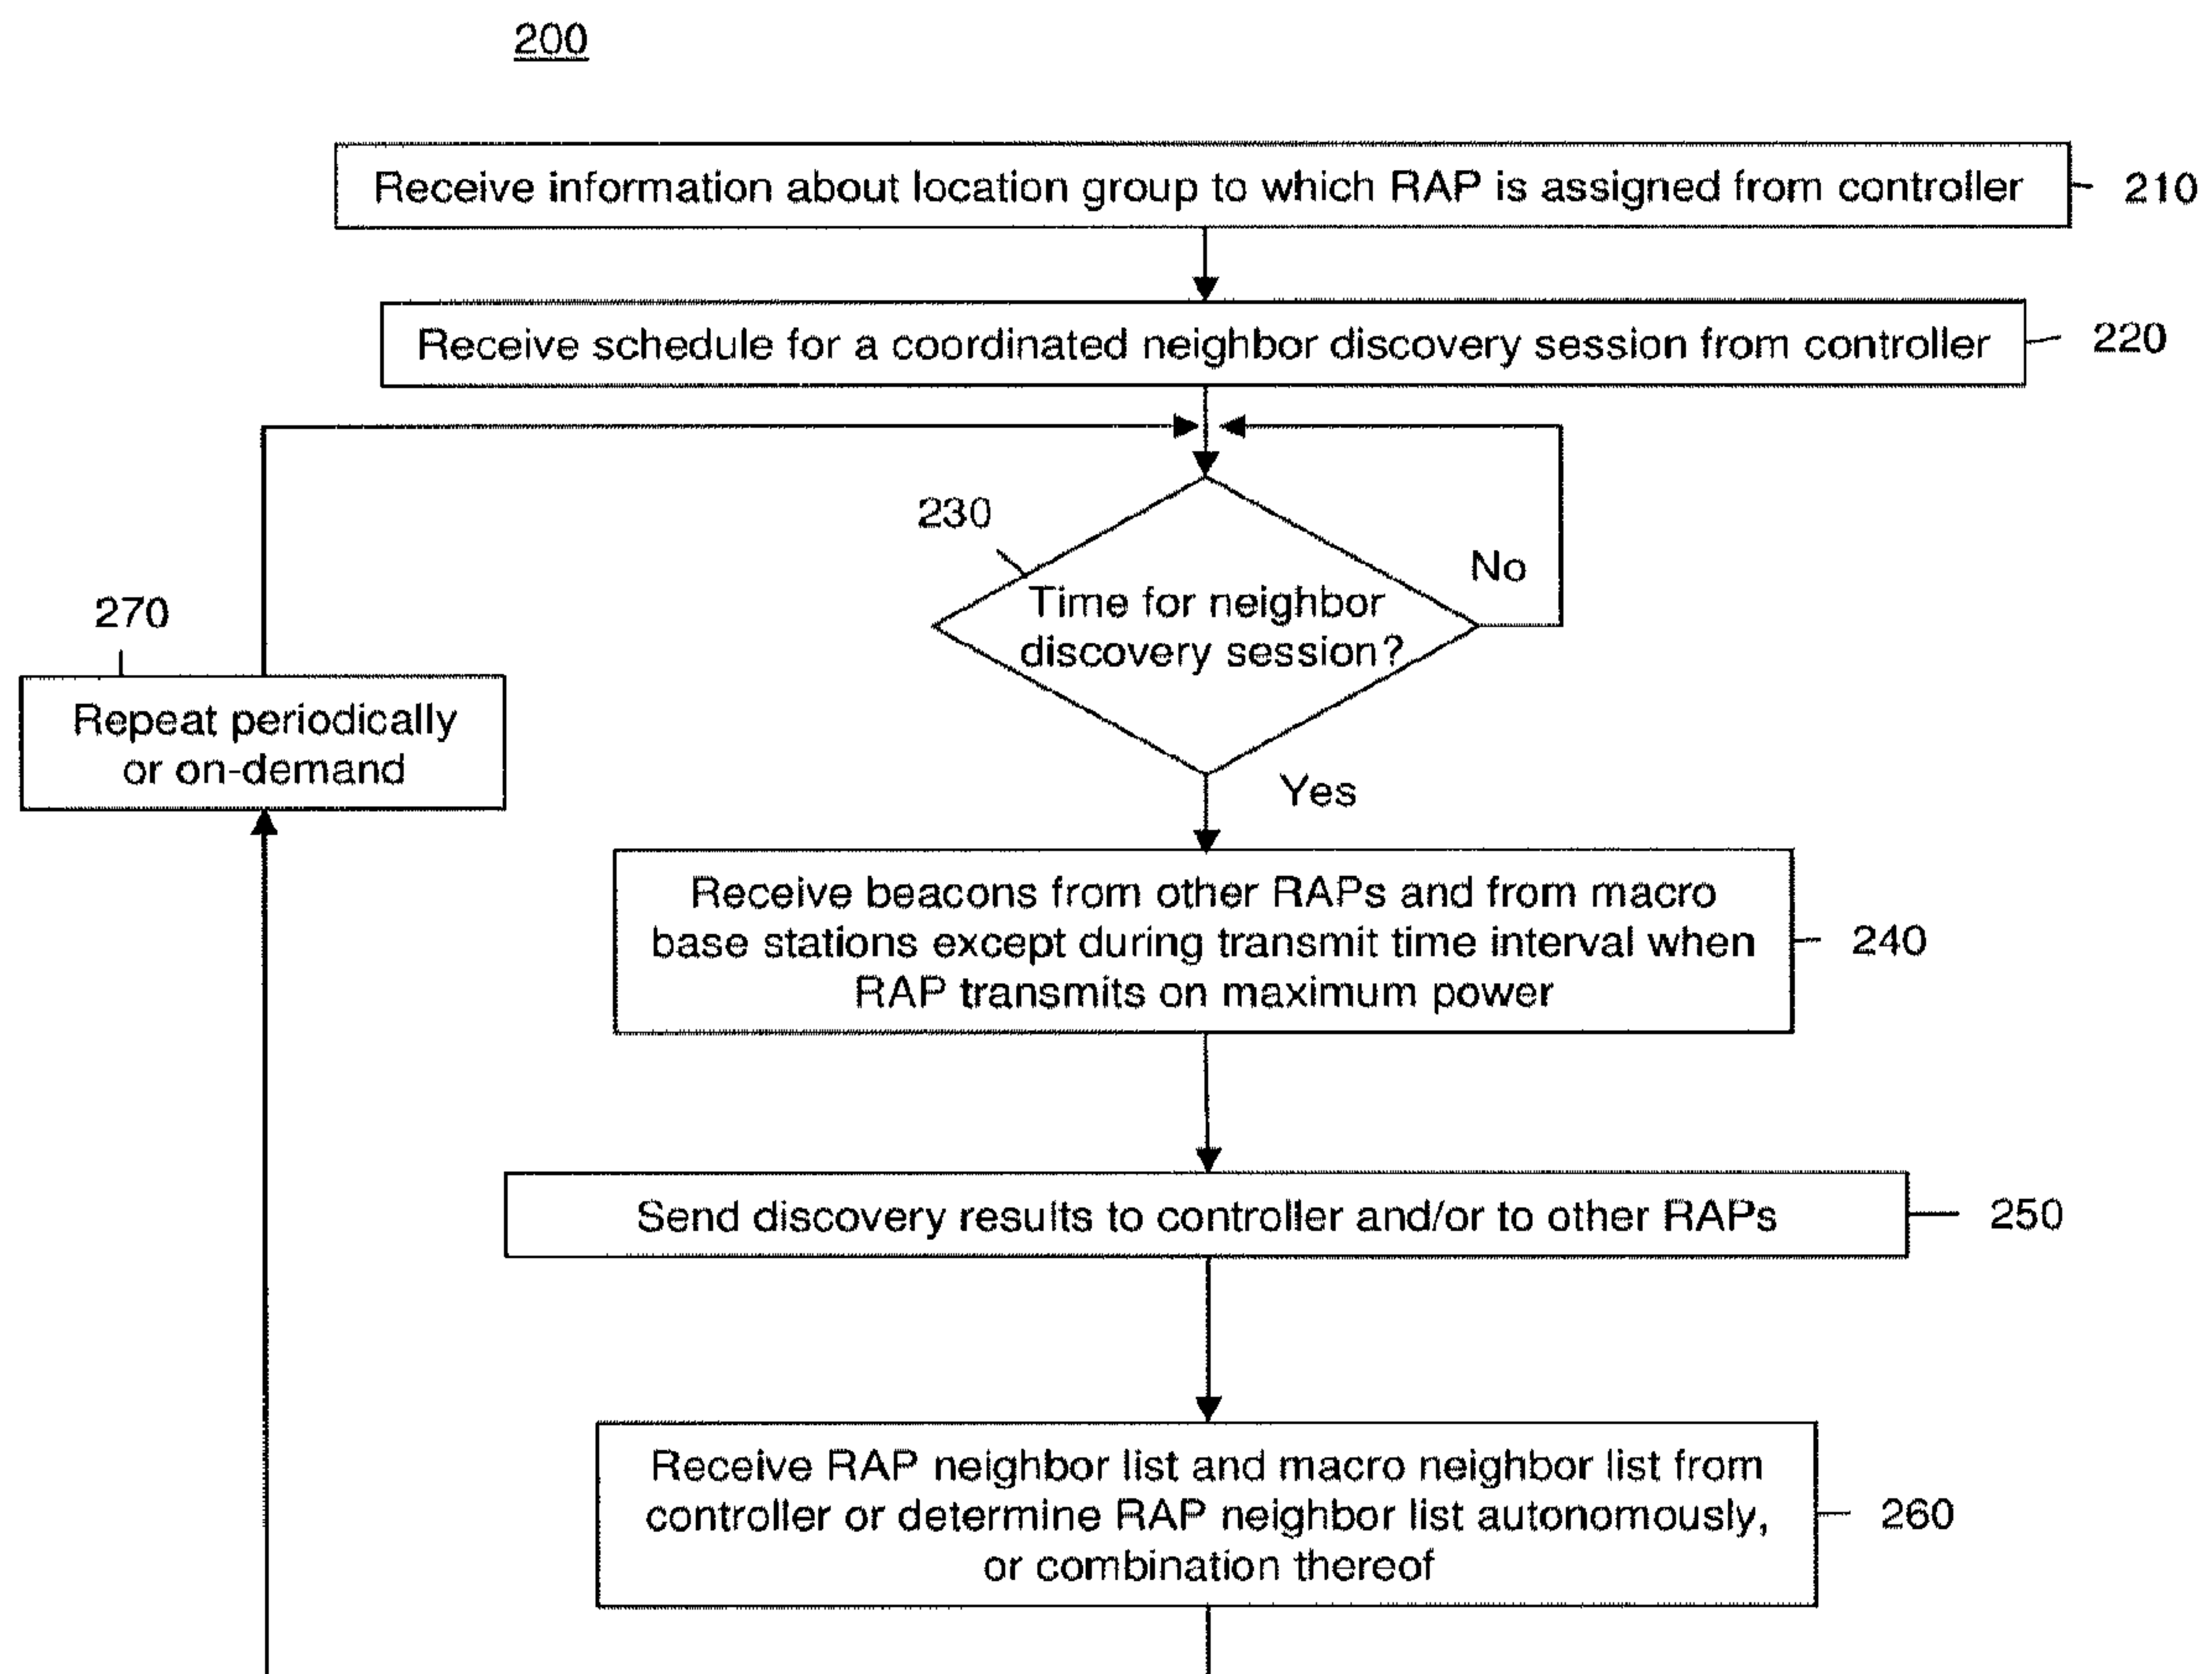 200
Receive information about location group to which RAP is assigned from controller
210
Receive schedule for a coordinated neighbor discovery session from controller
220
230
No
Time for neighbor
discovery session?
270
Repeat periodically
or on-demand
Yes
Receive beacons from other RAPs and from macro
base stations except during transmit time interval when
RAP transmits on maximum power
240
Send discovery results to controller and/or to other RAPs
250
Receive RAP neighbor list and macro neighbor list from
controller or determine RAP neighbor list autonomously,
or combination thereof
260